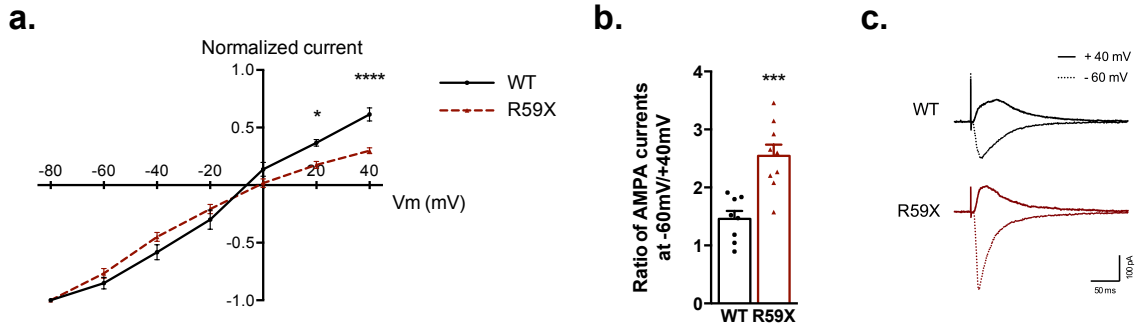 a.
Normalized current
1.0
0.5
-0.5
-1.0
-80
-60
-40
-20
0
20
40
Vm (mV)
*
****
WT
R59X
b.
Ratio of AMPA currents
at -60mV/+40mV
4
3
2
1
0
***
WT R59X
c.
+ 40 mV
- 60 mV
WT
R59X
100 pA
50 ms